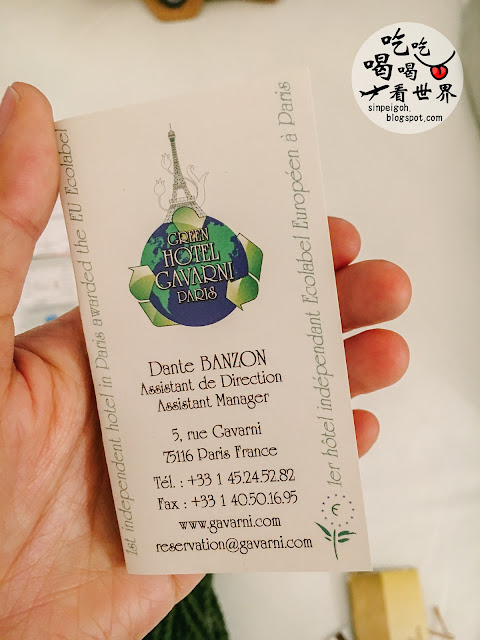 吃吃
喝喝
看世界
sinpeigoh.
blogspot.com
1st independent hotel in Paris awarded the EU Ecolabel
GREEN
HOTEL
GAVARNI
PARIS
1er hôtel indépendant Ecolabel Européen à Paris
Dante BANZON
Assistant de Direction
Assistant Manager
5, rue Gavarni
75116 Paris France
Tél. : +33 1 45.24.52.82
Fax : +33 1 40.50.16.95
www.gavarni.com
reservation@gavarni.com